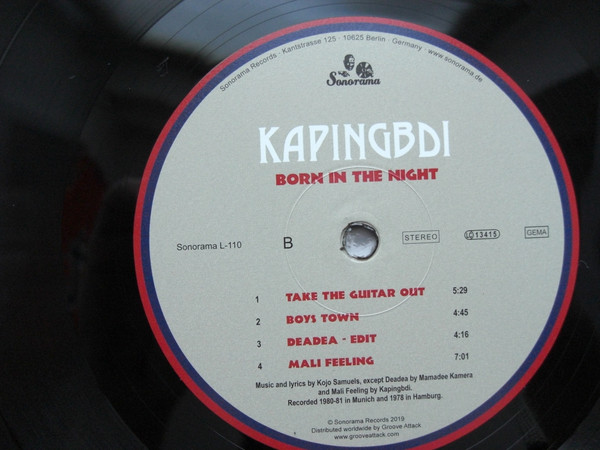 Sonorama Records · Kantstrasse 125 · 10625 Berlin · Germany · www.sonorama.de
Sonorama
KAPINGBDI
BORN IN THE NIGHT
Sonorama L-110 B STEREO LC 13415 GEMA
1 TAKE THE GUITAR OUT 5:29
2 BOYS TOWN 4:45
3 DEADEA - EDIT 4:16
4 MALI FEELING 7:01
Music and lyrics by Kojo Samuels, except Deadea by Mamadee Kamera
and Mali Feeling by Kapingbdi.
Recorded 1980-81 in Munich and 1978 in Hamburg.
© Sonorama Records 2019
Distributed worldwide by Groove Attack
www.grooveattack.com